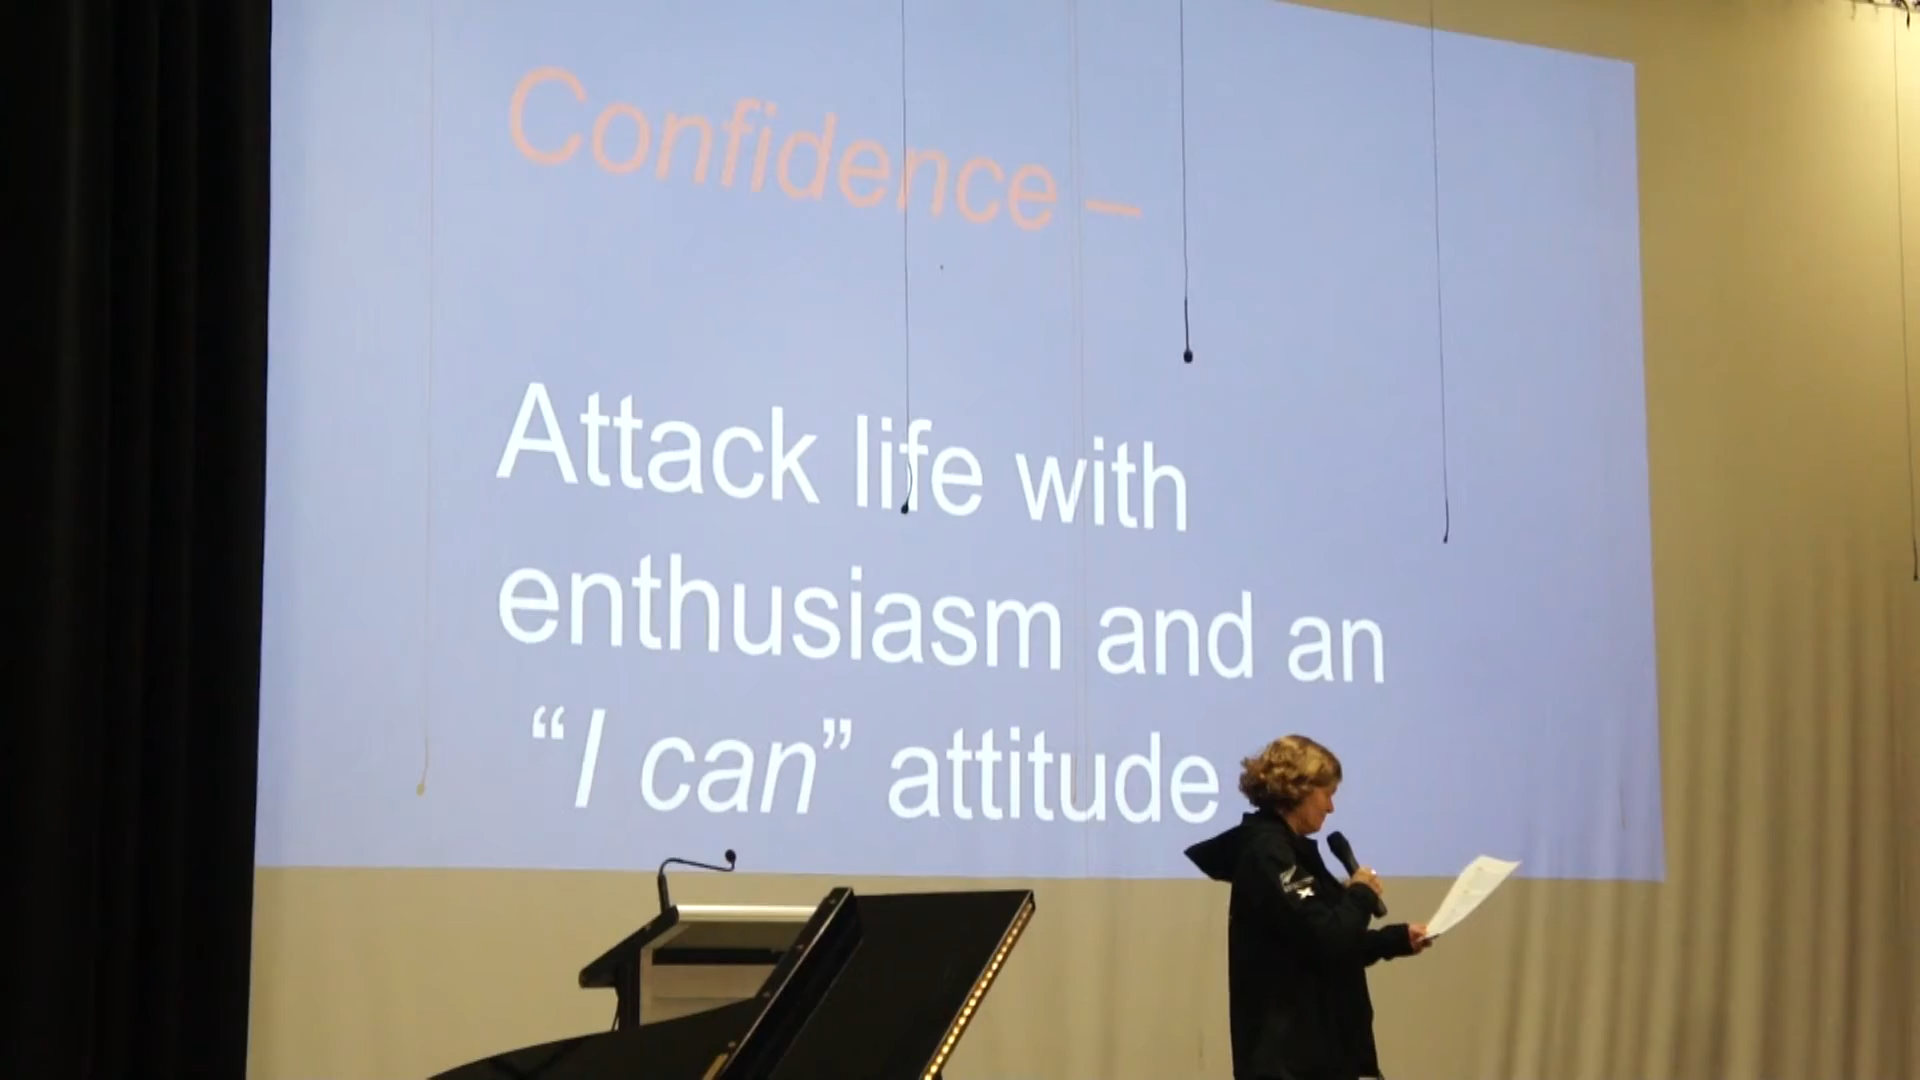 Confidence –
Attack life with
enthusiasm and an
“I can” attitude